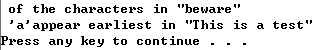 of the characters in "beware"
'a'appear earliest in "This is a test"
Press any key to continue . . .